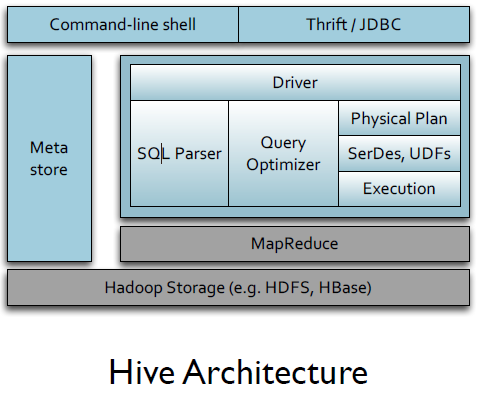 Command-line shell
Thrift / JDBC
Meta
store
Driver
SQL Parser
Query
Optimizer
Physical Plan
SerDes, UDFs
Execution
MapReduce
Hadoop Storage (e.g. HDFS, HBase)
Hive Architecture